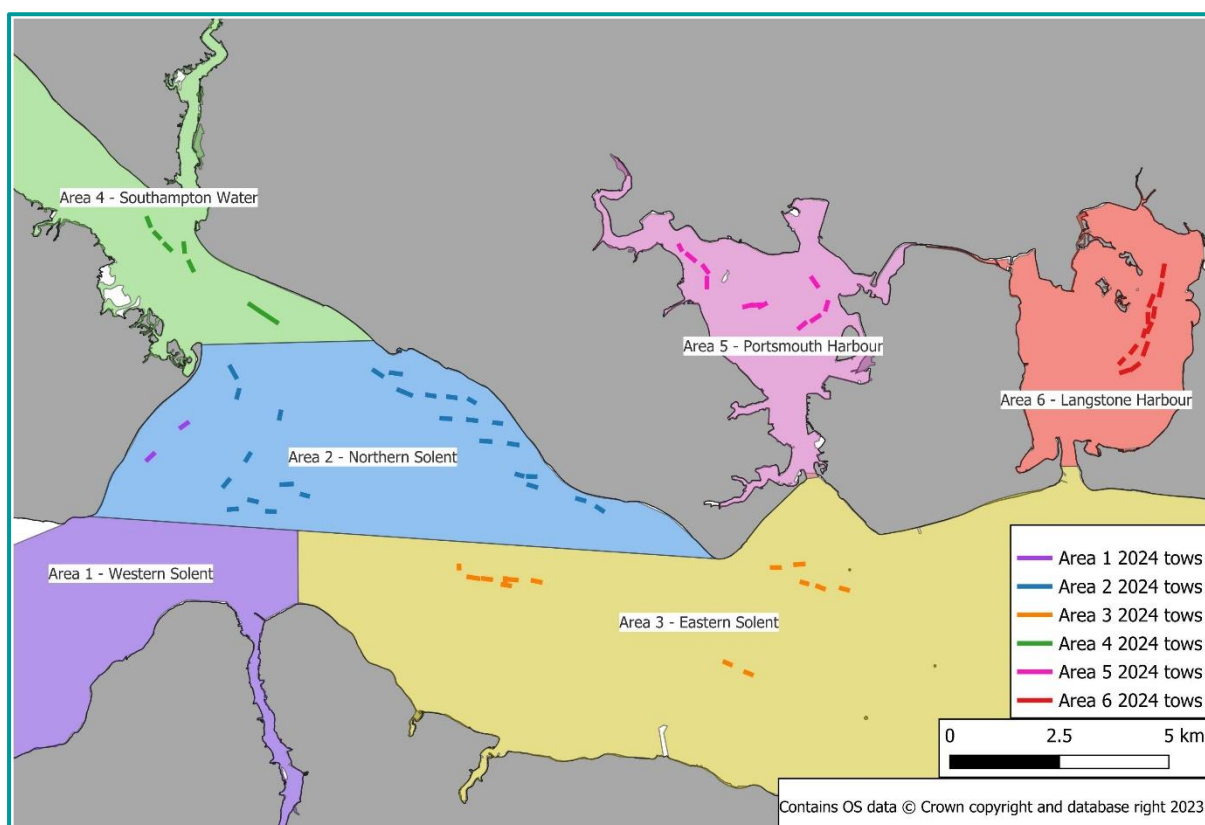 Area 4 - Southampton Water
Area 5 - Portsmouth Harbour
Area 6 - Langstone Harbour
Area 2 - Northern Solent
Area 1 - Western Solent
Area 3 - Eastern Solent
Area 1 2024 tows
Area 2 2024 tows
Area 3 2024 tows
Area 4 2024 tows
Area 5 2024 tows
Area 6 2024 tows
0 2.5 5 km
Contains OS data © Crown copyright and database right 2023